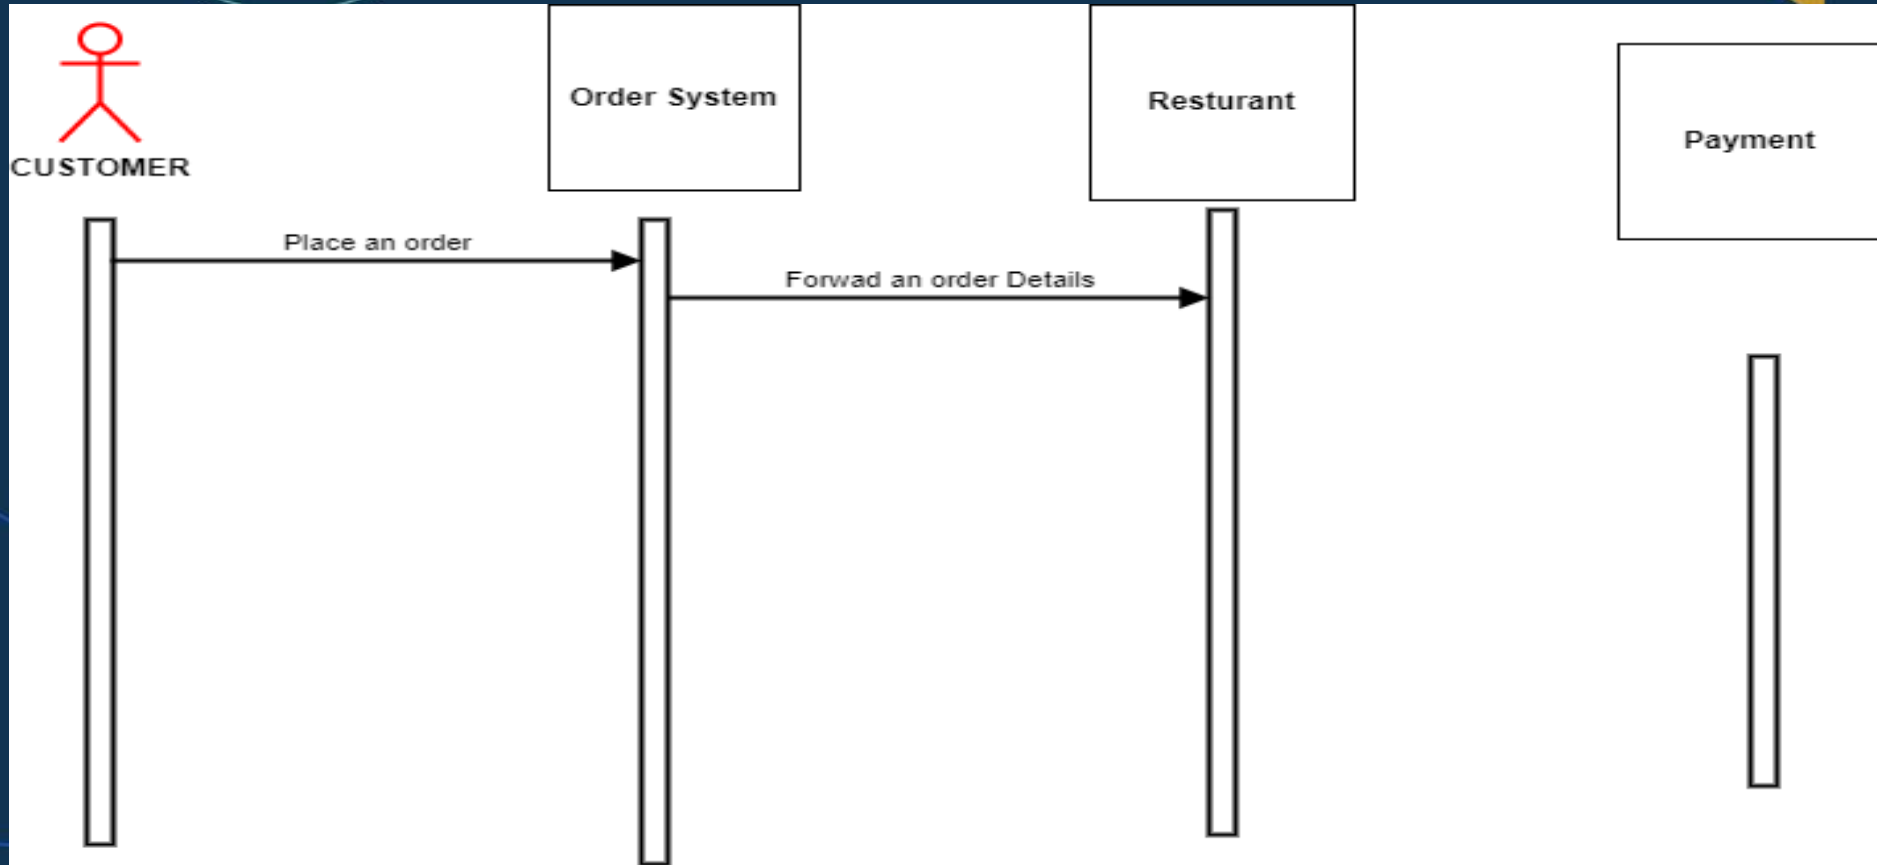 CUSTOMER
Order System
Resturant
Payment
Place an order
Forwad an order Details